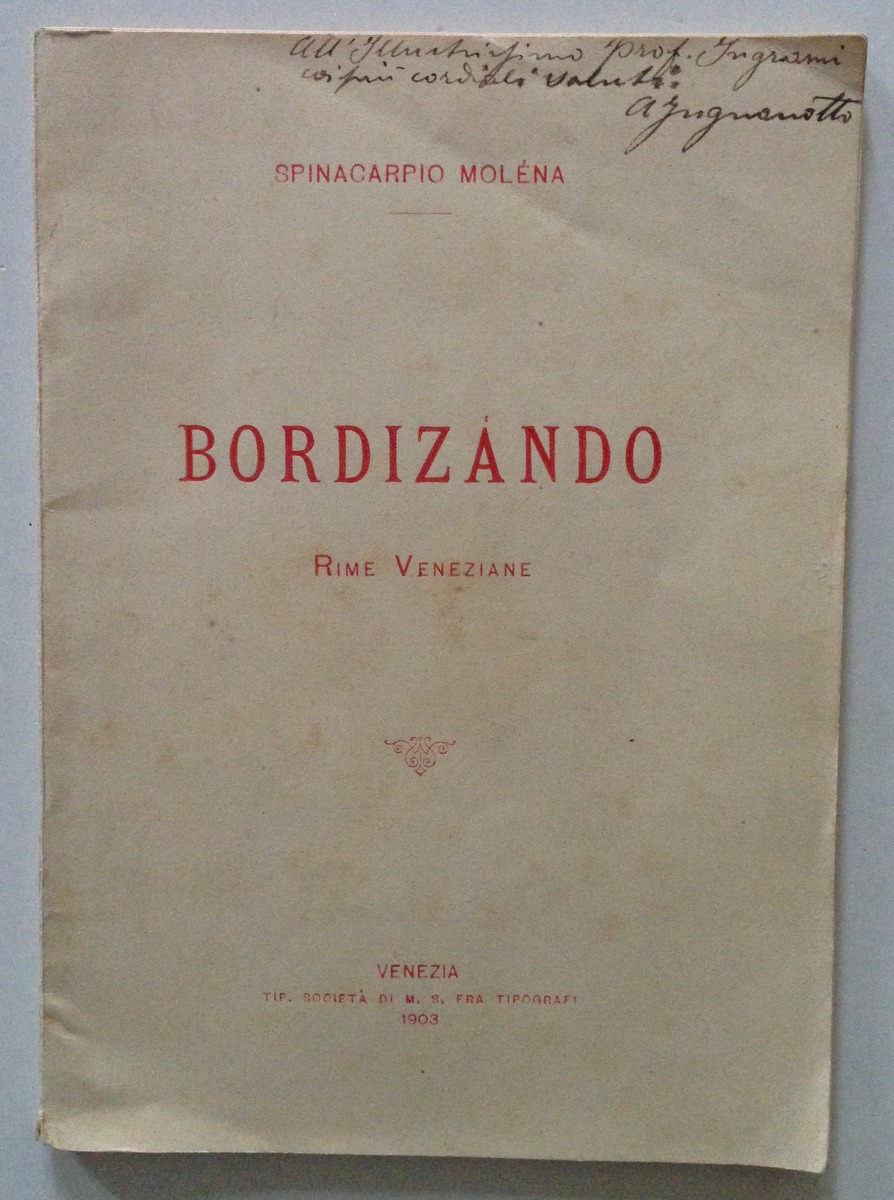 All'Illustrissimo Prof. Ingrami
coi più cordiali saluti
SPINACARPIO MOLÉNA
BORDIZÁNDO
RIME VENEZIANE
VENEZIA
TIP. SOCIETÀ DI M. S. FRA TIPOGRAFI
1903